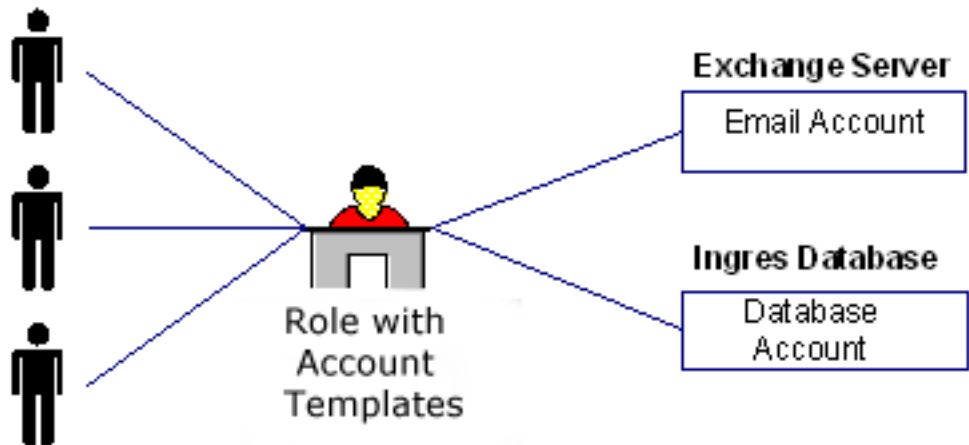 Exchange Server
Email Account
Ingres Database
Database
Account
Role with
Account
Templates